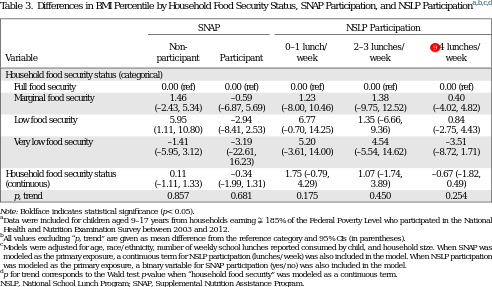 Table 3. Differences in BMI Percentile by Household Food Security Status, SNAP Participation, and NSLP Participationa,b,c,d
SNAP NSLP Participation
Variable Non-participant Participant 0–1 lunch/week 2–3 lunches/week 4 lunches/week
Household food security status (categorical)
Full food security 0.00 (ref) 0.00 (ref) 0.00 (ref) 0.00 (ref) 0.00 (ref)
Marginal food security 1.46 –0.59 1.23 1.38 0.40
(–2.43, 5.34) (–6.87, 5.69) (–8.00, 10.46) (–9.75, 12.52) (–4.02, 4.82)
Low food security 5.95 –2.94 6.77 1.35 (–6.66, 0.84
(1.11, 10.80) (–8.41, 2.53) (–0.70, 14.25) 9.36) (–2.75, 4.43)
Very low food security –1.41 –3.19 5.20 4.54 –3.51
(–5.95, 3.12) (–22.61, (–3.61, 14.00) (–5.54, 14.62) (–8.72, 1.71)
16.23)
Household food security status 0.11 –0.34 1.75 (–0.79, 1.07 (–1.74, –0.67 (–1.82,
(continuous) (–1.11, 1.33) (–1.99, 1.31) 4.29) 3.89) 0.49)
p, trend 0.857 0.681 0.175 0.450 0.254
Note: Boldface indicates statistical significance (p< 0.05).
aData were included for children aged 9–17 years from households earning ≤ 185% of the Federal Poverty Level who participated in the National
Health and Nutrition Examination Survey between 2003 and 2012.
bAll values excluding “p, trend” are given as mean difference from the reference category and 95% CIs (in parentheses).
cModels were adjusted for age, race/ethnicity, number of weekly school lunches reported consumed by child, and household size. When SNAP was
modeled as the primary exposure, a continuous term for NSLP participation (lunches/week) was also included in the model. When NSLP participation
was modeled as the primary exposure, a binary variable for SNAP participation (yes/no) was also included in the model.
dp for trend corresponds to the Wald test p-value when “household food security” was modeled as a continuous term.
NSLP, National School Lunch Program; SNAP, Supplemental Nutrition Assistance Program.